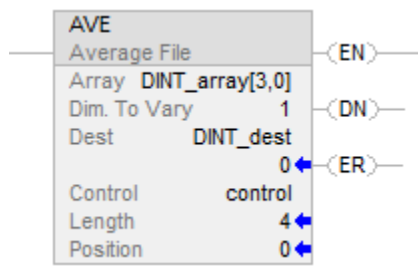 AVE
Average File
(EN)
Array DINT_array[3,0]
Dim. To Vary 1
(DN)
Dest DINT_dest
0
(ER)
Control control
Length 4
Position 0